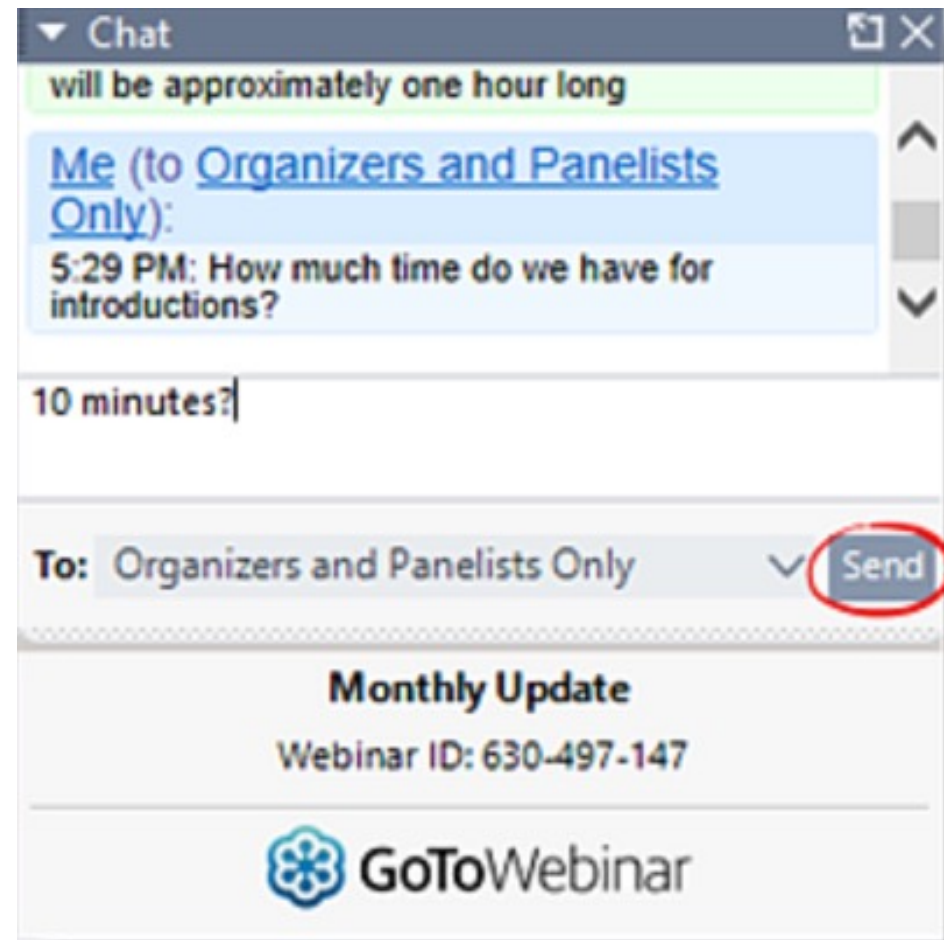 Chat
will be approximately one hour long
Me (to Organizers and Panelists
Only):
5:29 PM: How much time do we have for
introductions?
10 minutes?
To: Organizers and Panelists Only Send
Monthly Update
Webinar ID: 630-497-147
GoToWebinar